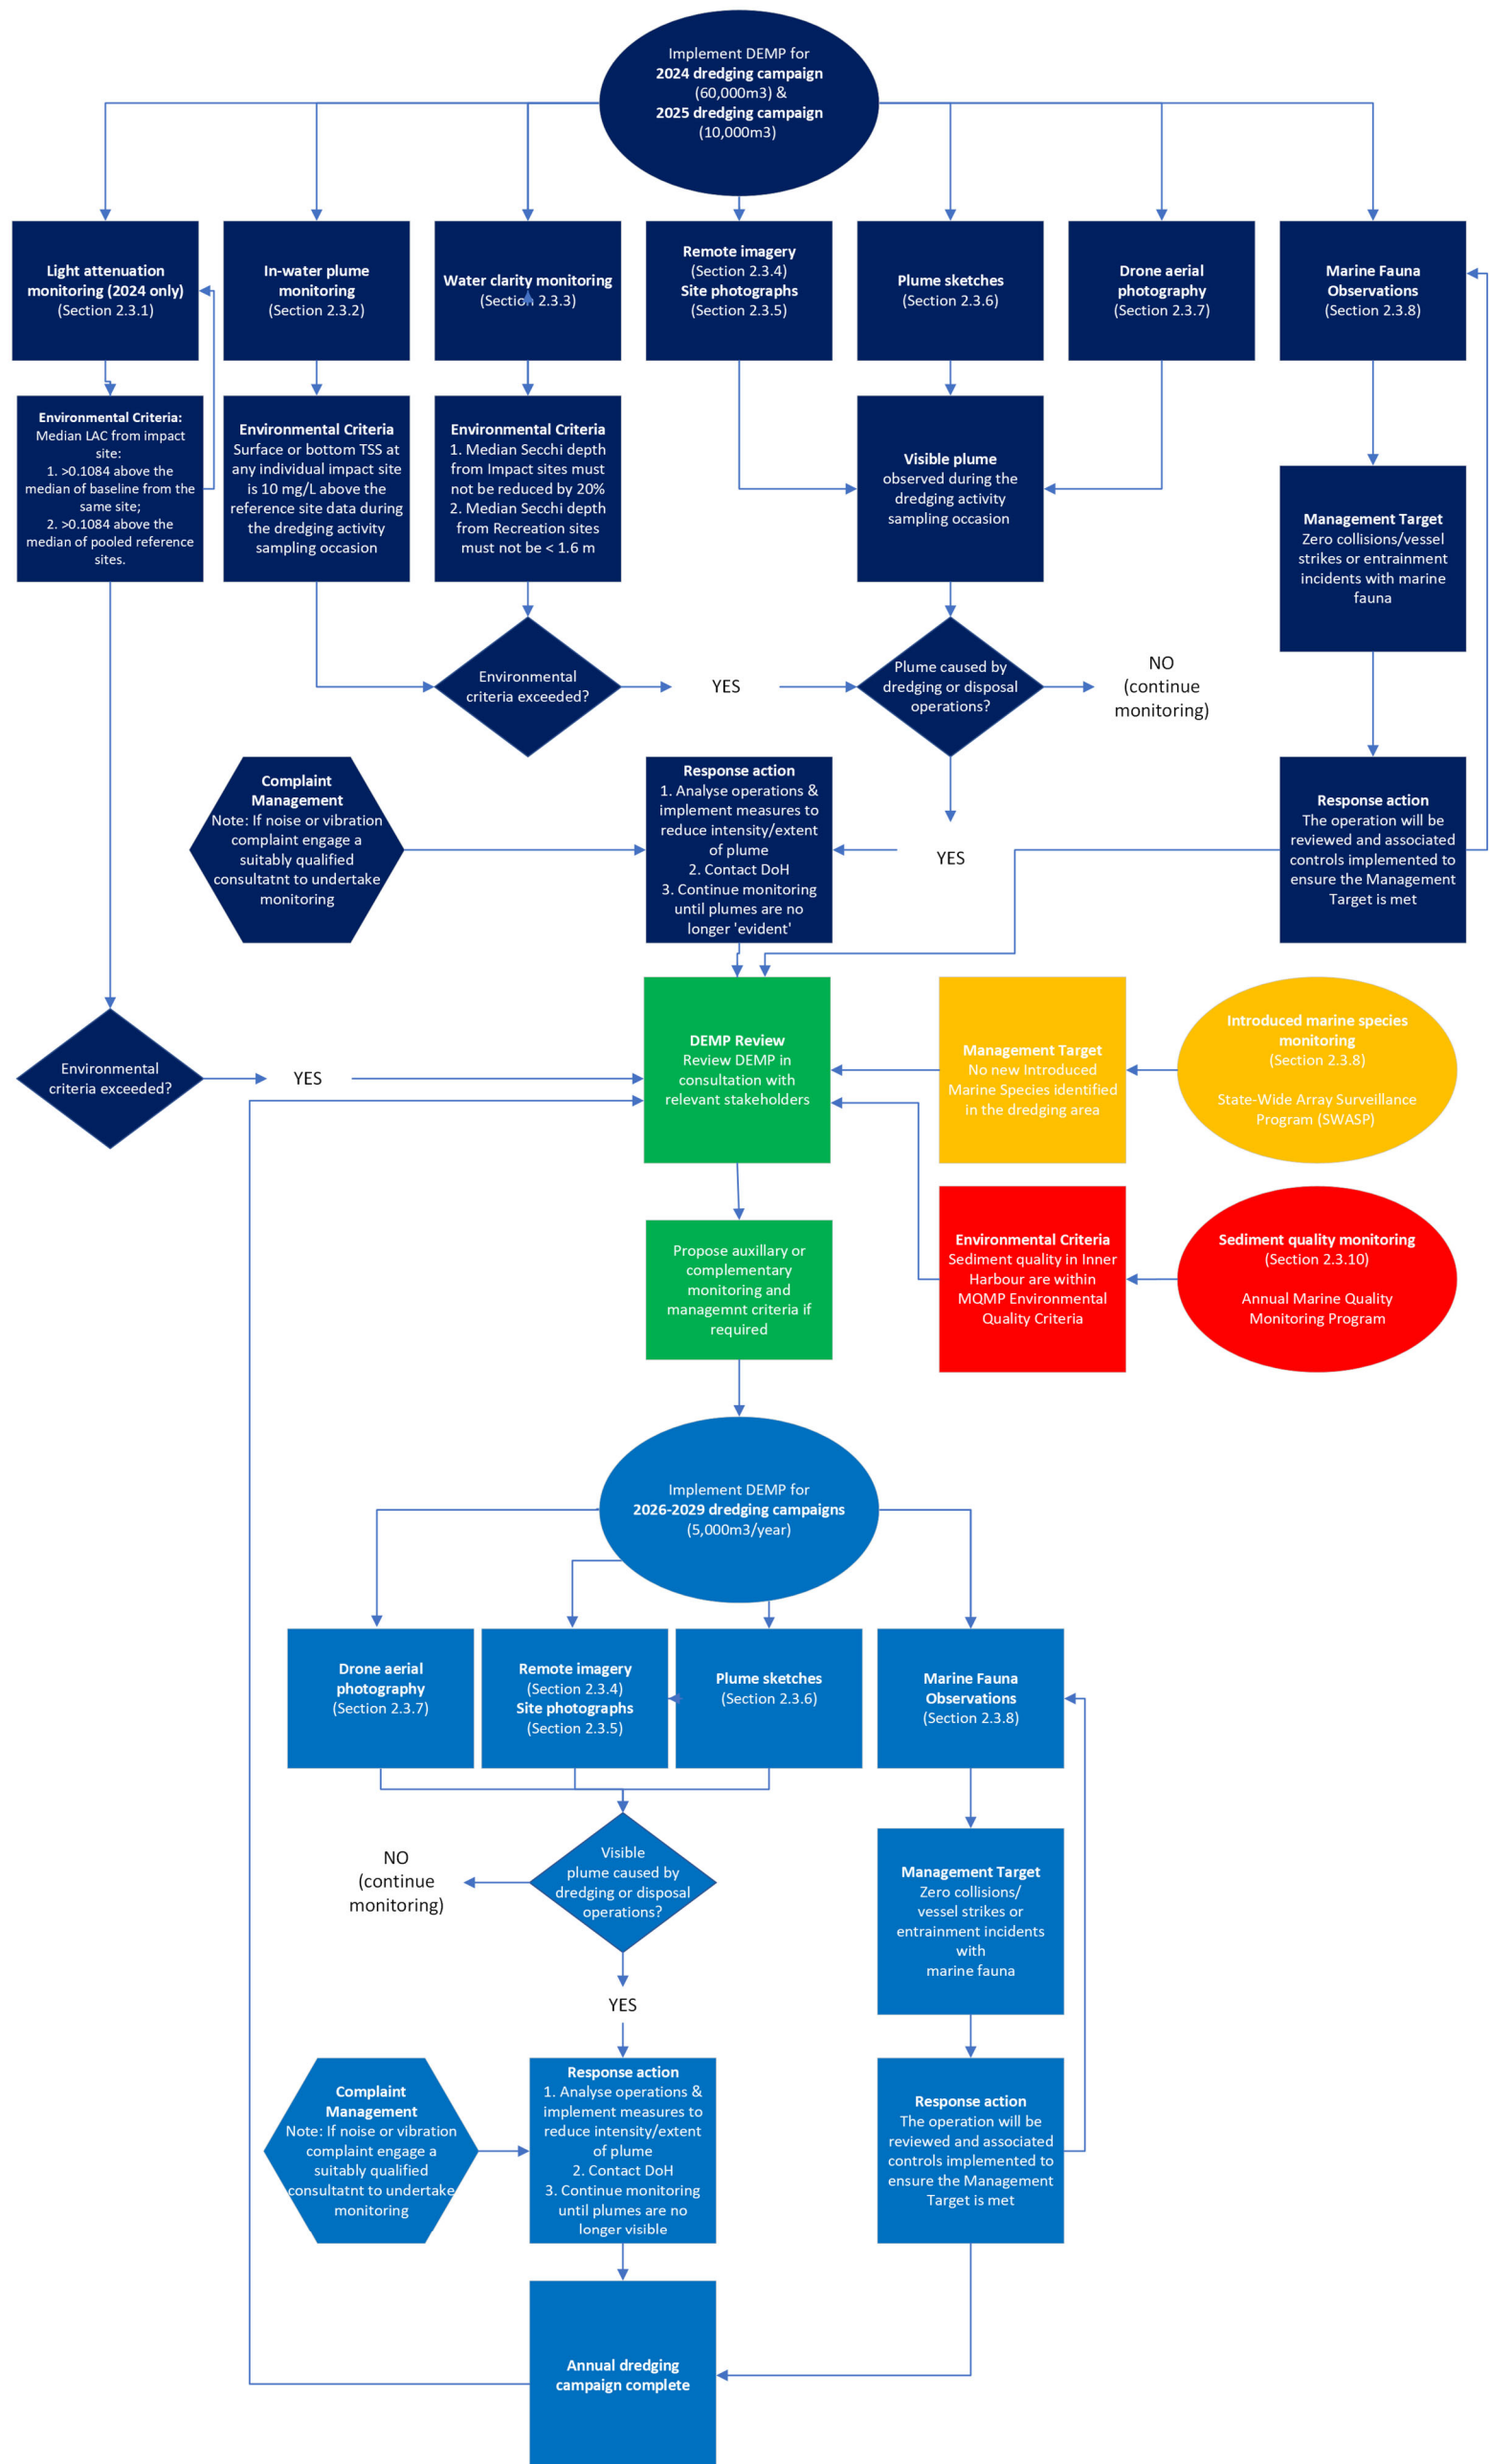 Implement DEMP for
2024 dredging campaign
(60,000m3) &
2025 dredging campaign
(10,000m3)
Light attenuation
monitoring (2024 only)
(Section 2.3.1)
In-water plume
monitoring
(Section 2.3.2)
Water clarity monitoring
(Section 2.3.3)
Remote imagery
(Section 2.3.4)
Site photographs
(Section 2.3.5)
Plume sketches
(Section 2.3.6)
Drone aerial
photography
(Section 2.3.7)
Marine Fauna
Observations
(Section 2.3.8)
Environmental Criteria:
Median LAC from impact
site:
1. >0.1084 above the
median of baseline from the
same site;
2. >0.1084 above the
median of pooled reference
sites.
Environmental Criteria
Surface or bottom TSS at
any individual impact site
is 10 mg/L above the
reference site data during
the dredging activity
sampling occasion
Environmental Criteria
1. Median Secchi depth
from Impact sites must
not be reduced by 20%
2. Median Secchi depth
from Recreation sites
must not be < 1.6 m
Visible plume
observed during the
dredging activity
sampling occasion
Management Target
Zero collisions/vessel
strikes or entrainment
incidents with marine
fauna
Environmental
criteria exceeded?
YES
Plume caused by
dredging or disposal
operations?
NO
(continue
monitoring)
Complaint
Management
Note: If noise or vibration
complaint engage a
suitably qualified
consultatnt to undertake
monitoring
Response action
1. Analyse operations &
implement measures to
reduce intensity/extent
of plume
2. Contact DoH
3. Continue monitoring
until plumes are no
longer 'evident'
YES
Response action
The operation will be
reviewed and associated
controls implemented to
ensure the Management
Target is met
Environmental
criteria exceeded?
YES
DEMP Review
Review DEMP in
consultation with
relevant stakeholders
Management Target
No new Introduced
Marine Species identified
in the dredging area
Introduced marine species
monitoring
(Section 2.3.8)
State-Wide Array Surveillance
Program (SWASP)
Propose auxillary or
complementary
monitoring and
managemnt criteria if
required
Environmental Criteria
Sediment quality in Inner
Harbour are within
MQMP Environmental
Quality Criteria
Sediment quality monitoring
(Section 2.3.10)
Annual Marine Quality
Monitoring Program
Implement DEMP for
2026-2029 dredging campaigns
(5,000m3/year)
Drone aerial
photography
(Section 2.3.7)
Remote imagery
(Section 2.3.4)
Site photographs
(Section 2.3.5)
Plume sketches
(Section 2.3.6)
Marine Fauna
Observations
(Section 2.3.8)
NO
(continue
monitoring)
Visible
plume caused by
dredging or disposal
operations?
Management Target
Zero collisions/
vessel strikes or
entrainment incidents
with
marine fauna
YES
Complaint
Management
Note: If noise or vibration
complaint engage a
suitably qualified
consultatnt to undertake
monitoring
Response action
1. Analyse operations &
implement measures to
reduce intensity/extent
of plume
2. Contact DoH
3. Continue monitoring
until plumes are no
longer visible
Response action
The operation will be
reviewed and associated
controls implemented to
ensure the Management
Target is met
Annual dredging
campaign complete